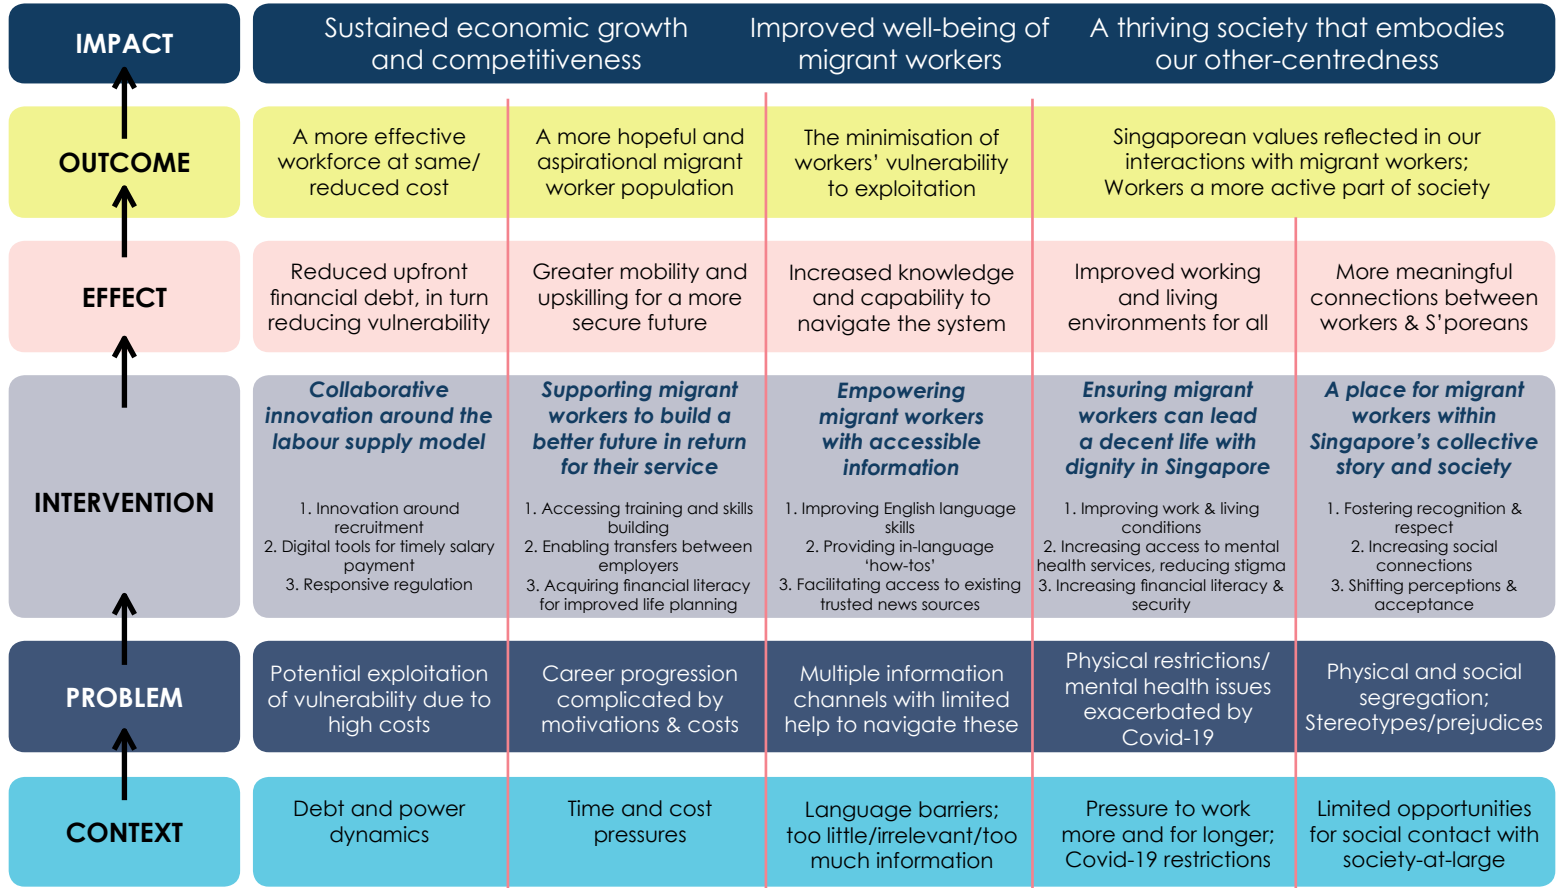 IMPACT
Sustained economic growth
and competitiveness
Improved well-being of
migrant workers
A thriving society that embodies
our other-centredness
OUTCOME
A more effective
workforce at same/
reduced cost
A more hopeful and
aspirational migrant
worker population
The minimisation of
workers' vulnerability
to exploitation
Singaporean values reflected in our
interactions with migrant workers;
Workers a more active part of society
EFFECT
Reduced upfront
financial debt, in turn
reducing vulnerability
Greater mobility and
upskilling for a more
secure future
Increased knowledge
and capability to
navigate the system
Improved working
and living
environments for all
More meaningful
connections between
workers & S'poreans
INTERVENTION
Collaborative
innovation around the
labour supply model
1. Innovation around
recruitment
2. Digital tools for timely salary
payment
3. Responsive regulation
Supporting migrant
workers to build a
better future in return
for their service
1. Accessing training and skills
building
2. Enabling transfers between
employers
3. Acquiring financial literacy
for improved life planning
Empowering
migrant workers
with accessible
information
1. Improving English language
skills
2. Providing in-language
'how-tos'
3. Facilitating access to existing
trusted news sources
Ensuring migrant
workers can lead
a decent life with
dignity in Singapore
1. Improving work & living
conditions
2. Increasing access to mental
health services, reducing stigma
3. Increasing financial literacy &
security
A place for migrant
workers within
Singapore's collective
story and society
1. Fostering recognition &
respect
2. Increasing social
connections
3. Shifting perceptions &
acceptance
PROBLEM
Potential exploitation
of vulnerability due to
high costs
Career progression
complicated by
motivations & costs
Multiple information
channels with limited
help to navigate these
Physical restrictions/
mental health issues
exacerbated by
Covid-19
Physical and social
segregation;
Stereotypes/prejudices
CONTEXT
Debt and power
dynamics
Time and cost
pressures
Language barriers;
too little/irrelevant/too
much information
Pressure to work
more and for longer;
Covid-19 restrictions
Limited opportunities
for social contact with
society-at-large